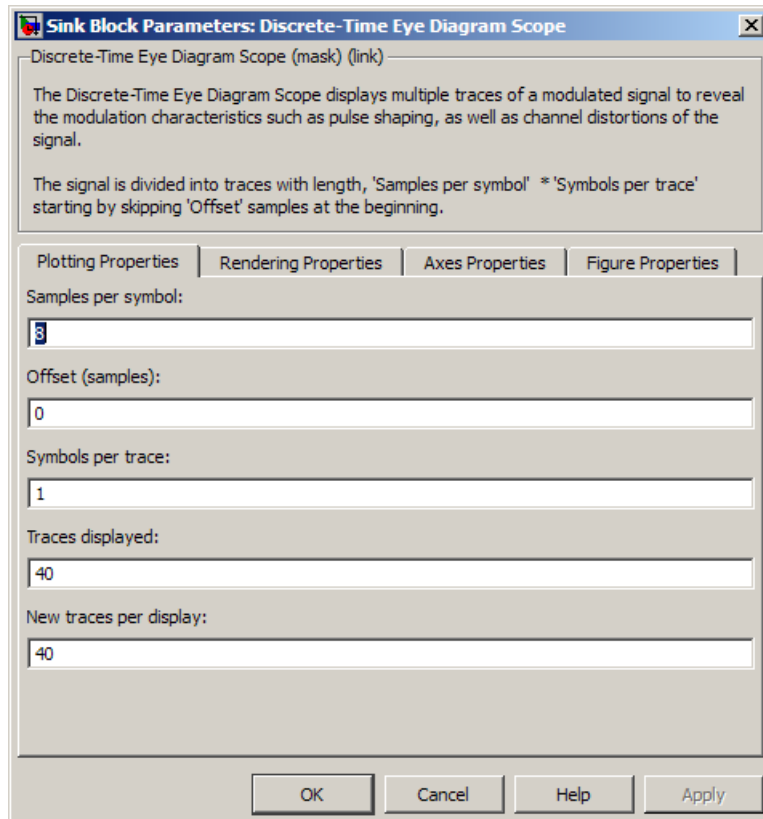 Sink Block Parameters: Discrete-Time Eye Diagram Scope
Discrete-Time Eye Diagram Scope (mask) (link)
The Discrete-Time Eye Diagram Scope displays multiple traces of a modulated signal to reveal
the modulation characteristics such as pulse shaping, as well as channel distortions of the
signal.
The signal is divided into traces with length, 'Samples per symbol' * 'Symbols per trace'
starting by skipping 'Offset' samples at the beginning.
Plotting Properties Rendering Properties Axes Properties Figure Properties
Samples per symbol:
8
Offset (samples):
0
Symbols per trace:
1
Traces displayed:
40
New traces per display:
40
OK Cancel Help Apply